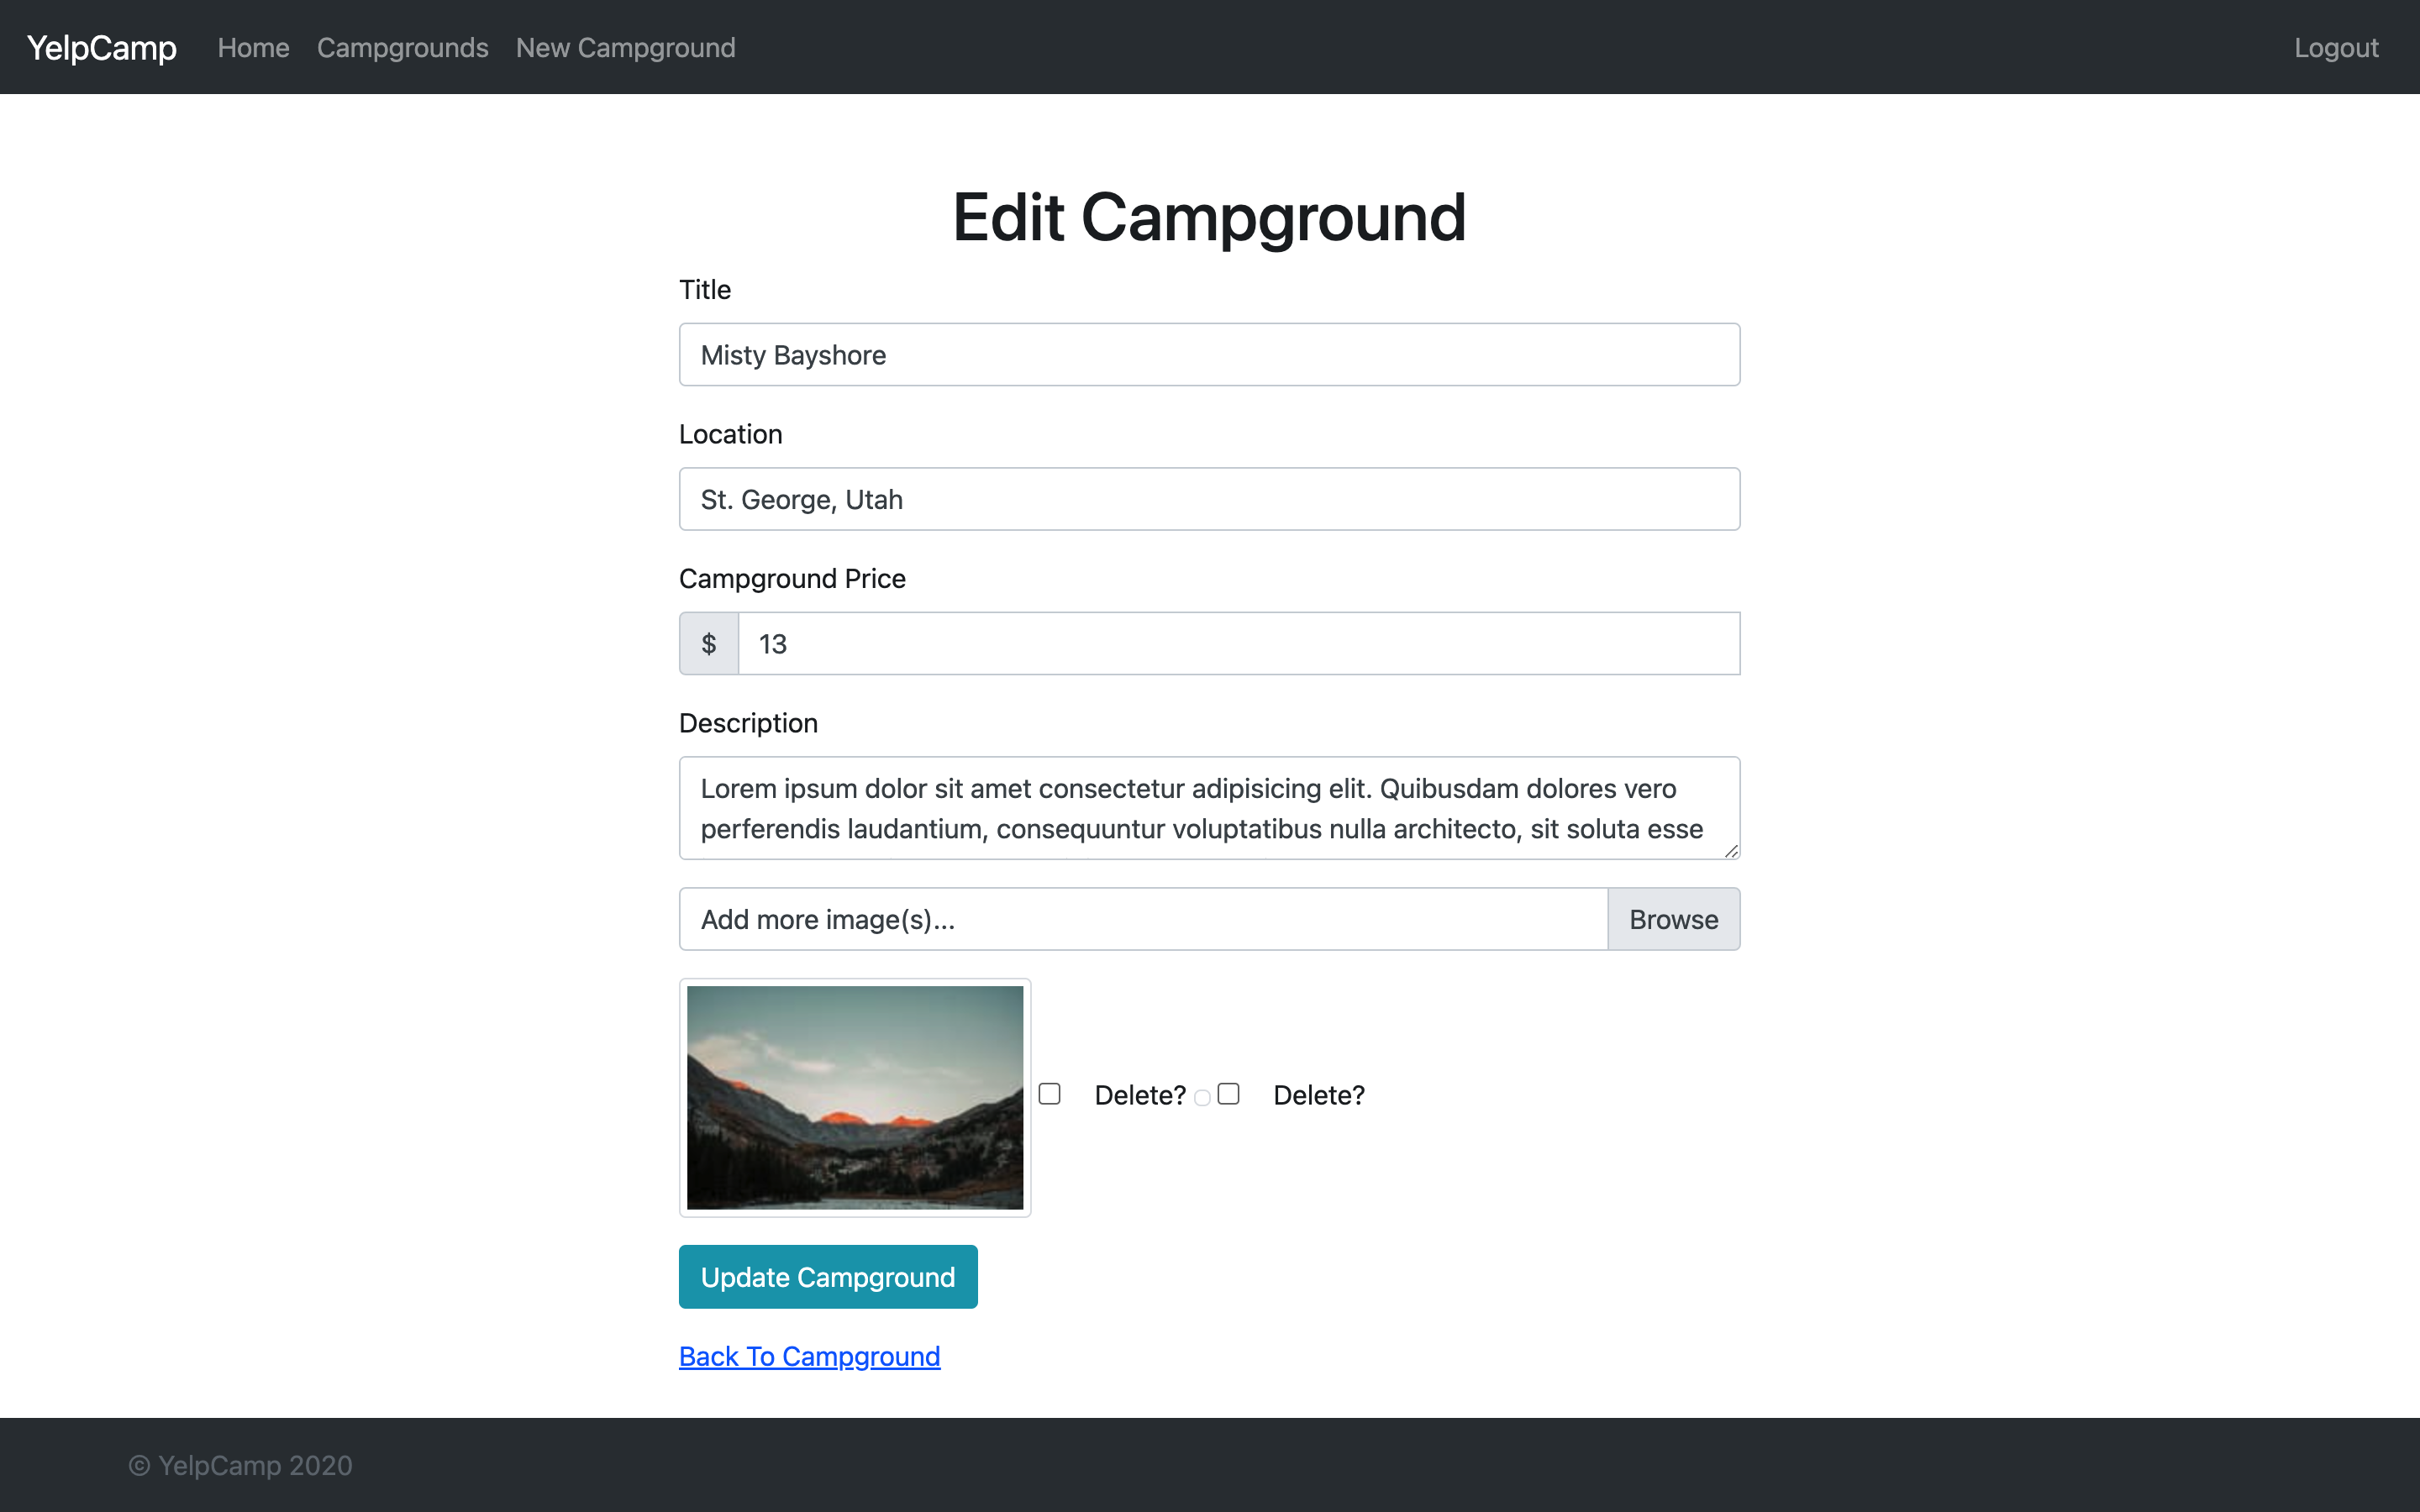 YelpCamp Home Campgrounds New Campground Logout
Edit Campground
Title
Misty Bayshore
Location
St. George, Utah
Campground Price
$ 13
Description
Lorem ipsum dolor sit amet consectetur adipisicing elit. Quibusdam dolores vero
perferendis laudantium, consequuntur voluptatibus nulla architecto, sit soluta esse
Add more image(s)... Browse
Delete? Delete?
Update Campground
Back To Campground
© YelpCamp 2020